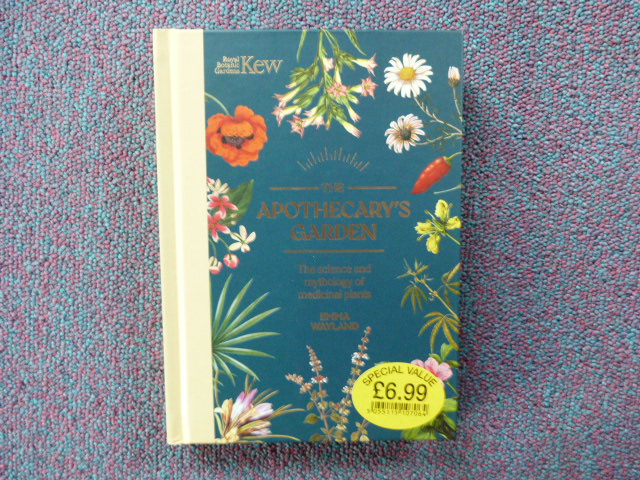 Royal
Botanic
Gardens Kew
THE
APOTHECARY'S
GARDEN
The science and
mythology of
medicinal plants
EMMA
WAYLAND
SPECIAL VALUE
£6.99